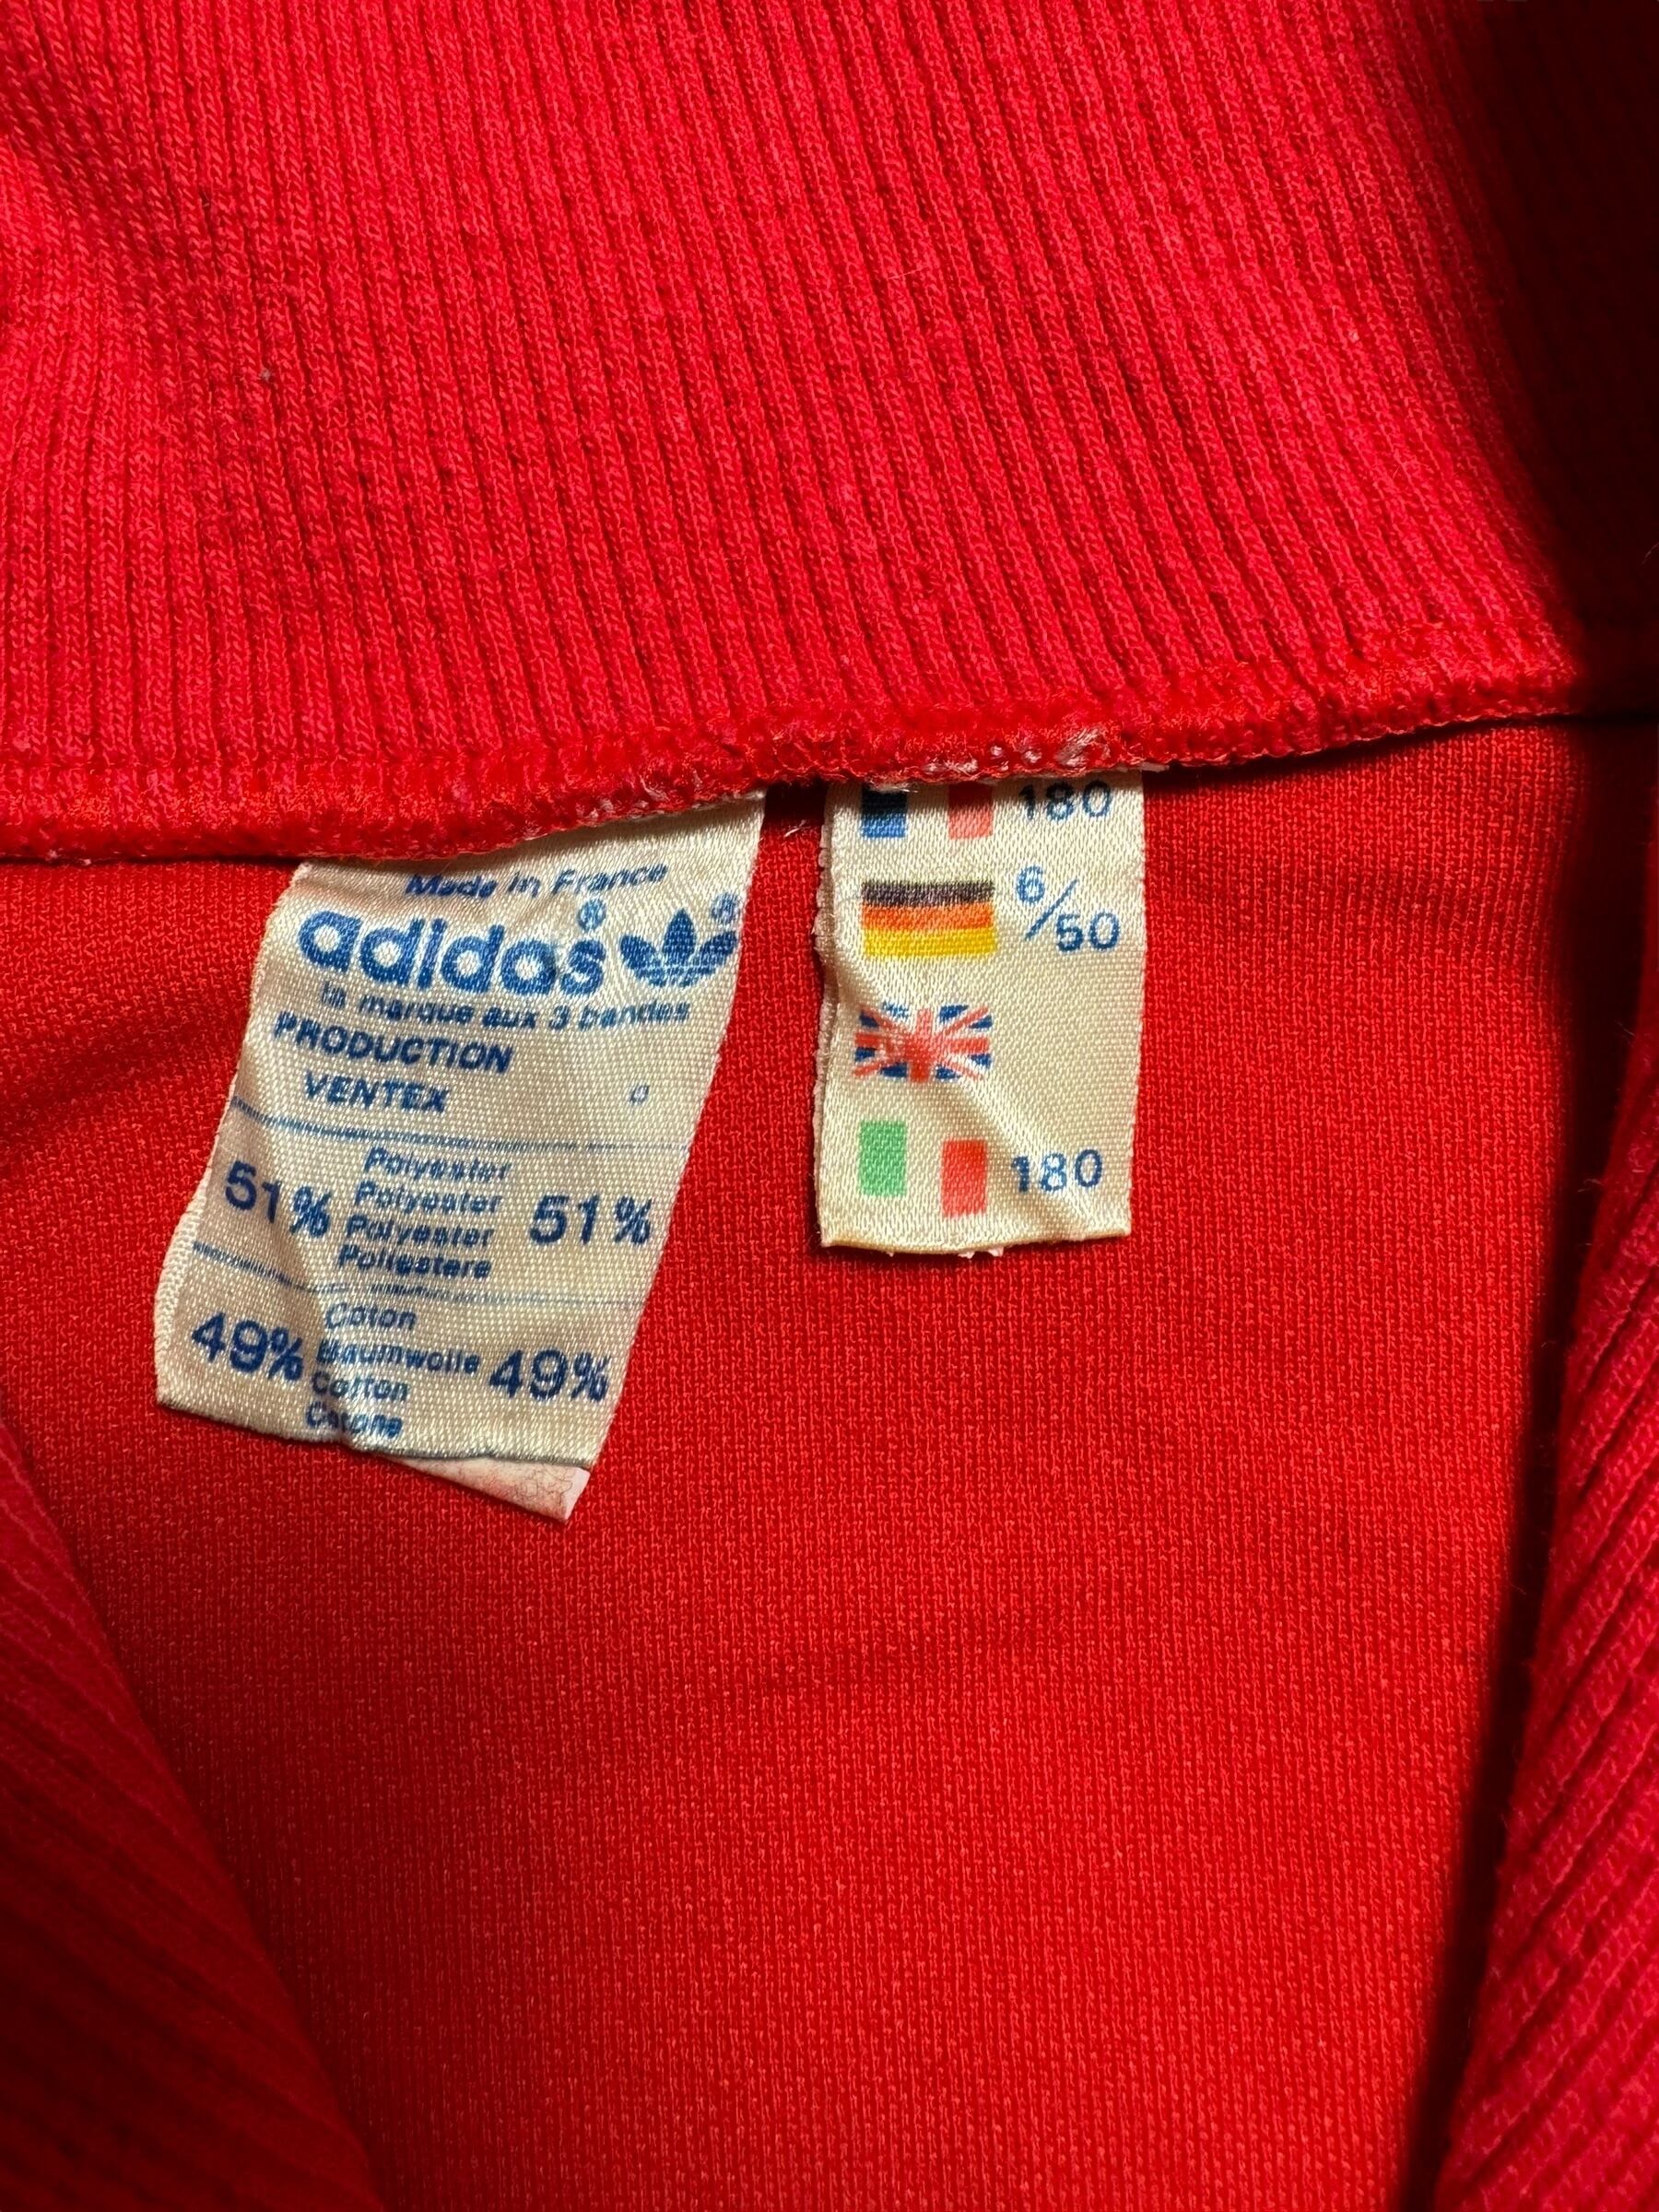 Made in France
adidas®®
la marque aux 3 bandes
PRODUCTION
VENTEX
51% Polyester 51%
Polyester
Polyester
Poliestere
49% Coton 49%
Baumwolle
Cotton
Cotone
180
6/50
180